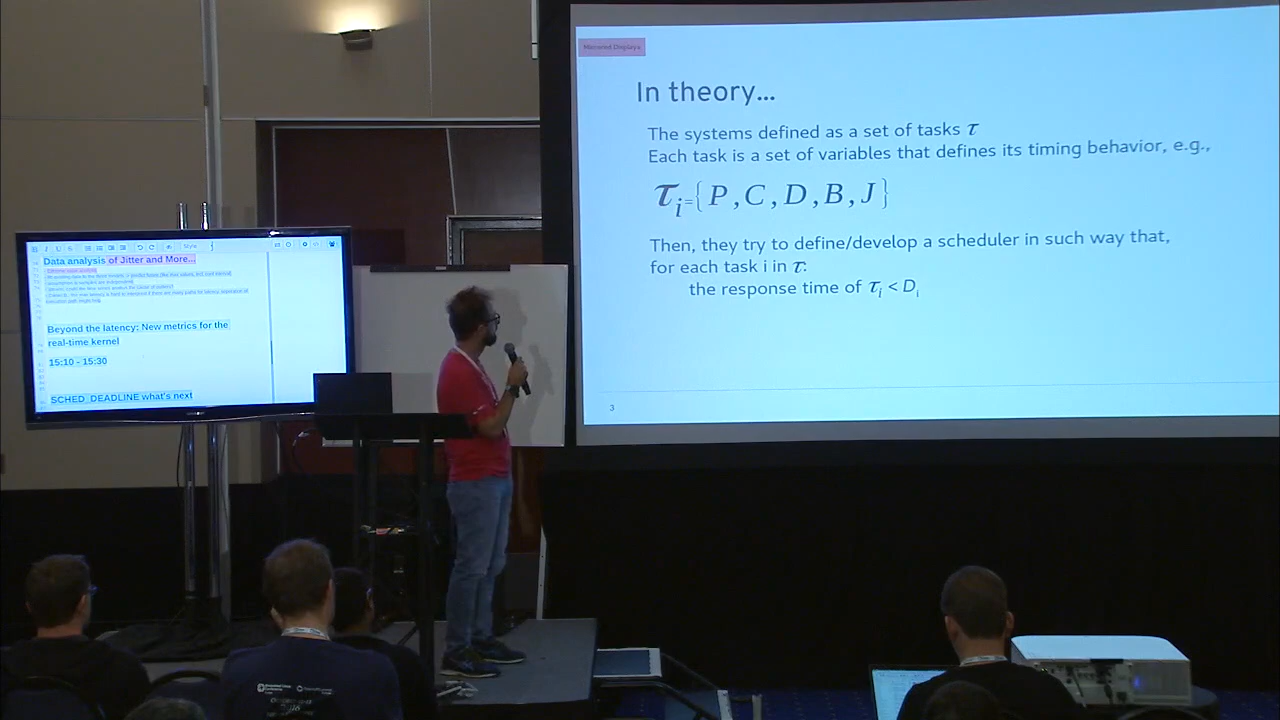 Mirrored Displays
In theory...
The systems defined as a set of tasks τ
Each task is a set of variables that defines its timing behavior, e.g.,
τi={P,C,D,B,J}
Then, they try to define/develop a scheduler in such way that,
for each task i in τ:
the response time of τi < Di
3
Style
Data analysis of Jitter and More...
Beyond the latency: New metrics for the
real-time kernel
15:10 - 15:30
SCHED_DEADLINE what's next